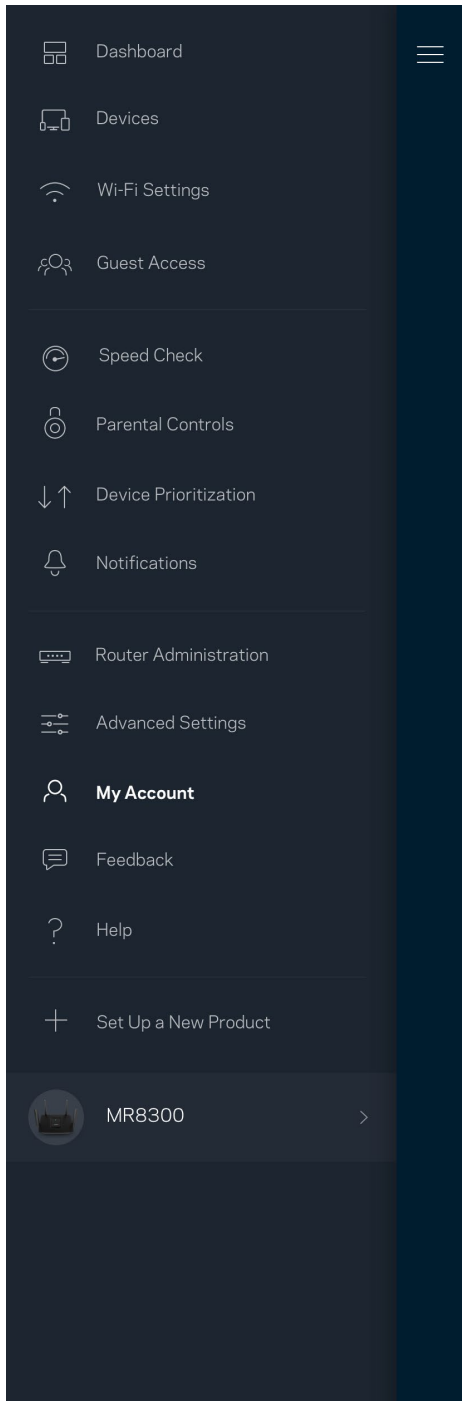 Dashboard
Devices
Wi-Fi Settings
Guest Access
Speed Check
Parental Controls
Device Prioritization
Notifications
Router Administration
Advanced Settings
My Account
Feedback
Help
Set Up a New Product
MR8300